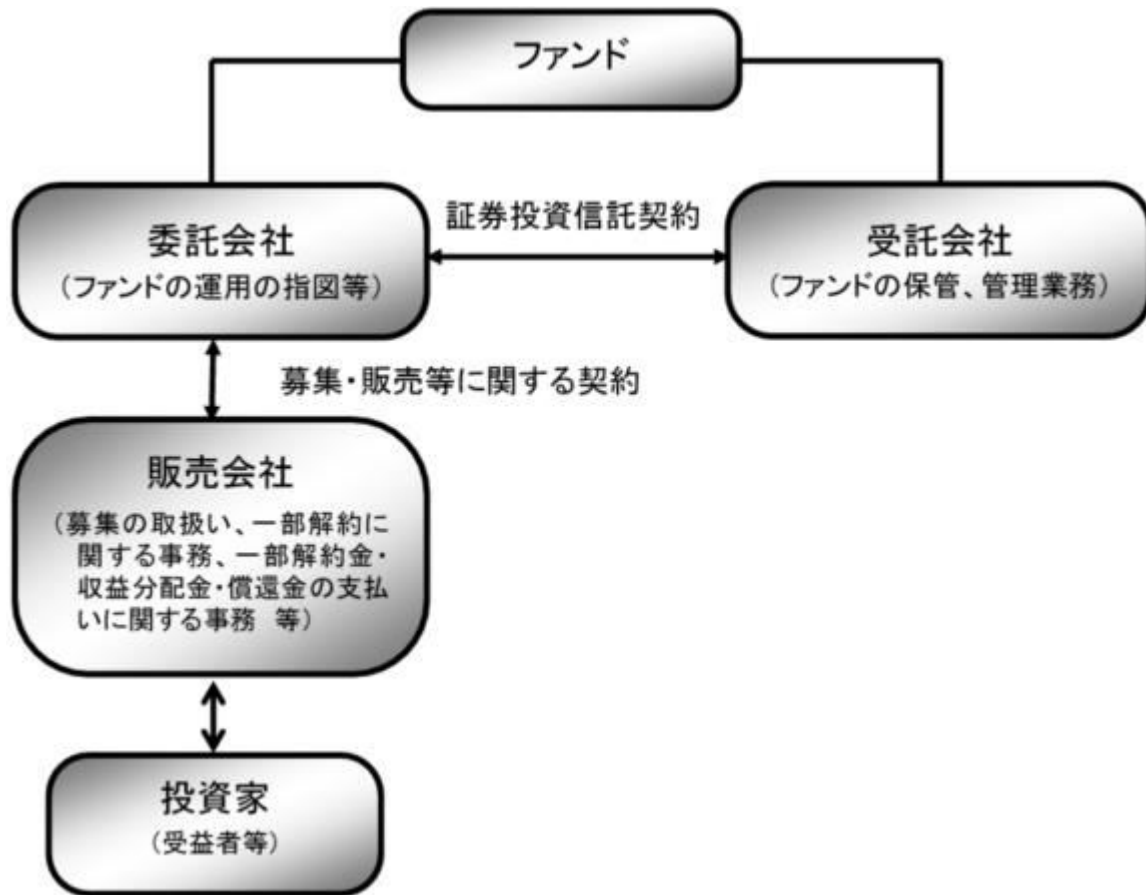 ファンド
委託会社
（ファンドの運用の指図等）
証券投資信託契約
受託会社
（ファンドの保管、管理業務）
募集・販売等に関する契約
販売会社
（募集の取扱い、一部解約に
関する事務、一部解約金・
収益分配金・償還金の支払
いに関する事務　等）
投資家
（受益者等）